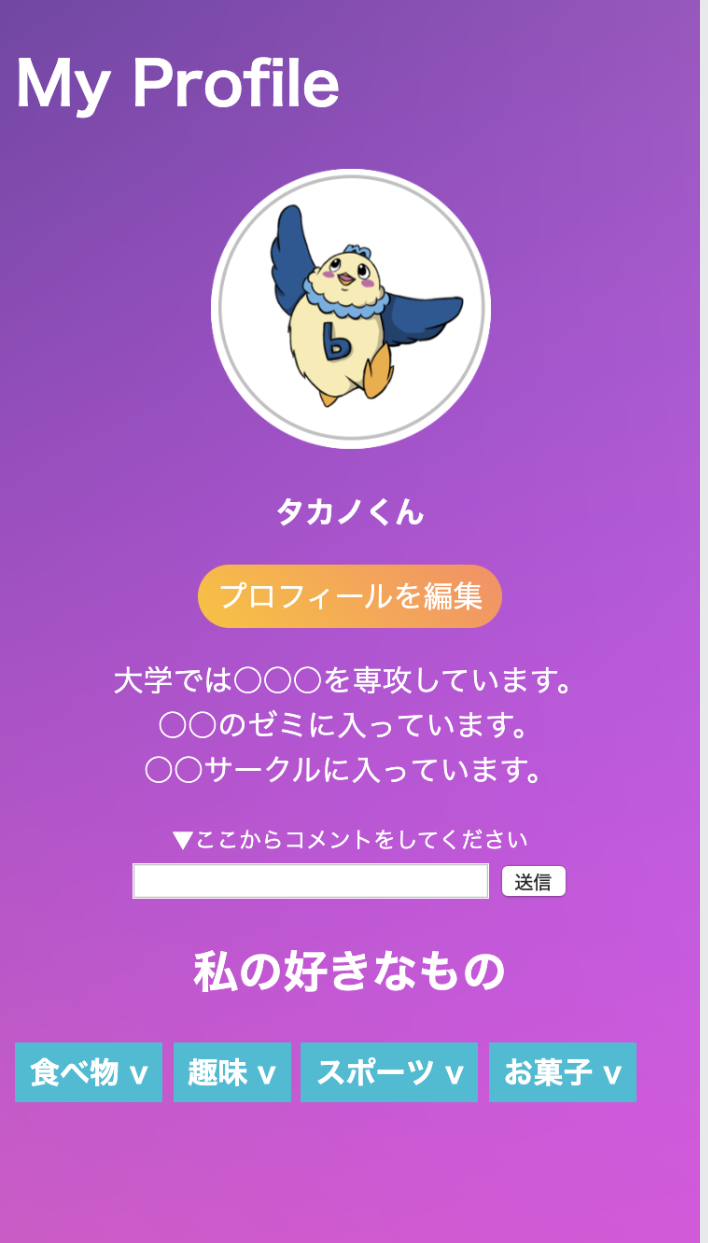 My Profile
b
タカノくん
プロフィールを編集
大学では○○○を専攻しています。
○○のゼミに入っています。
○○サークルに入っています。
▼ここからコメントをしてください
送信
私の好きなもの
食べ物 v 趣味 v スポーツ v お菓子 v